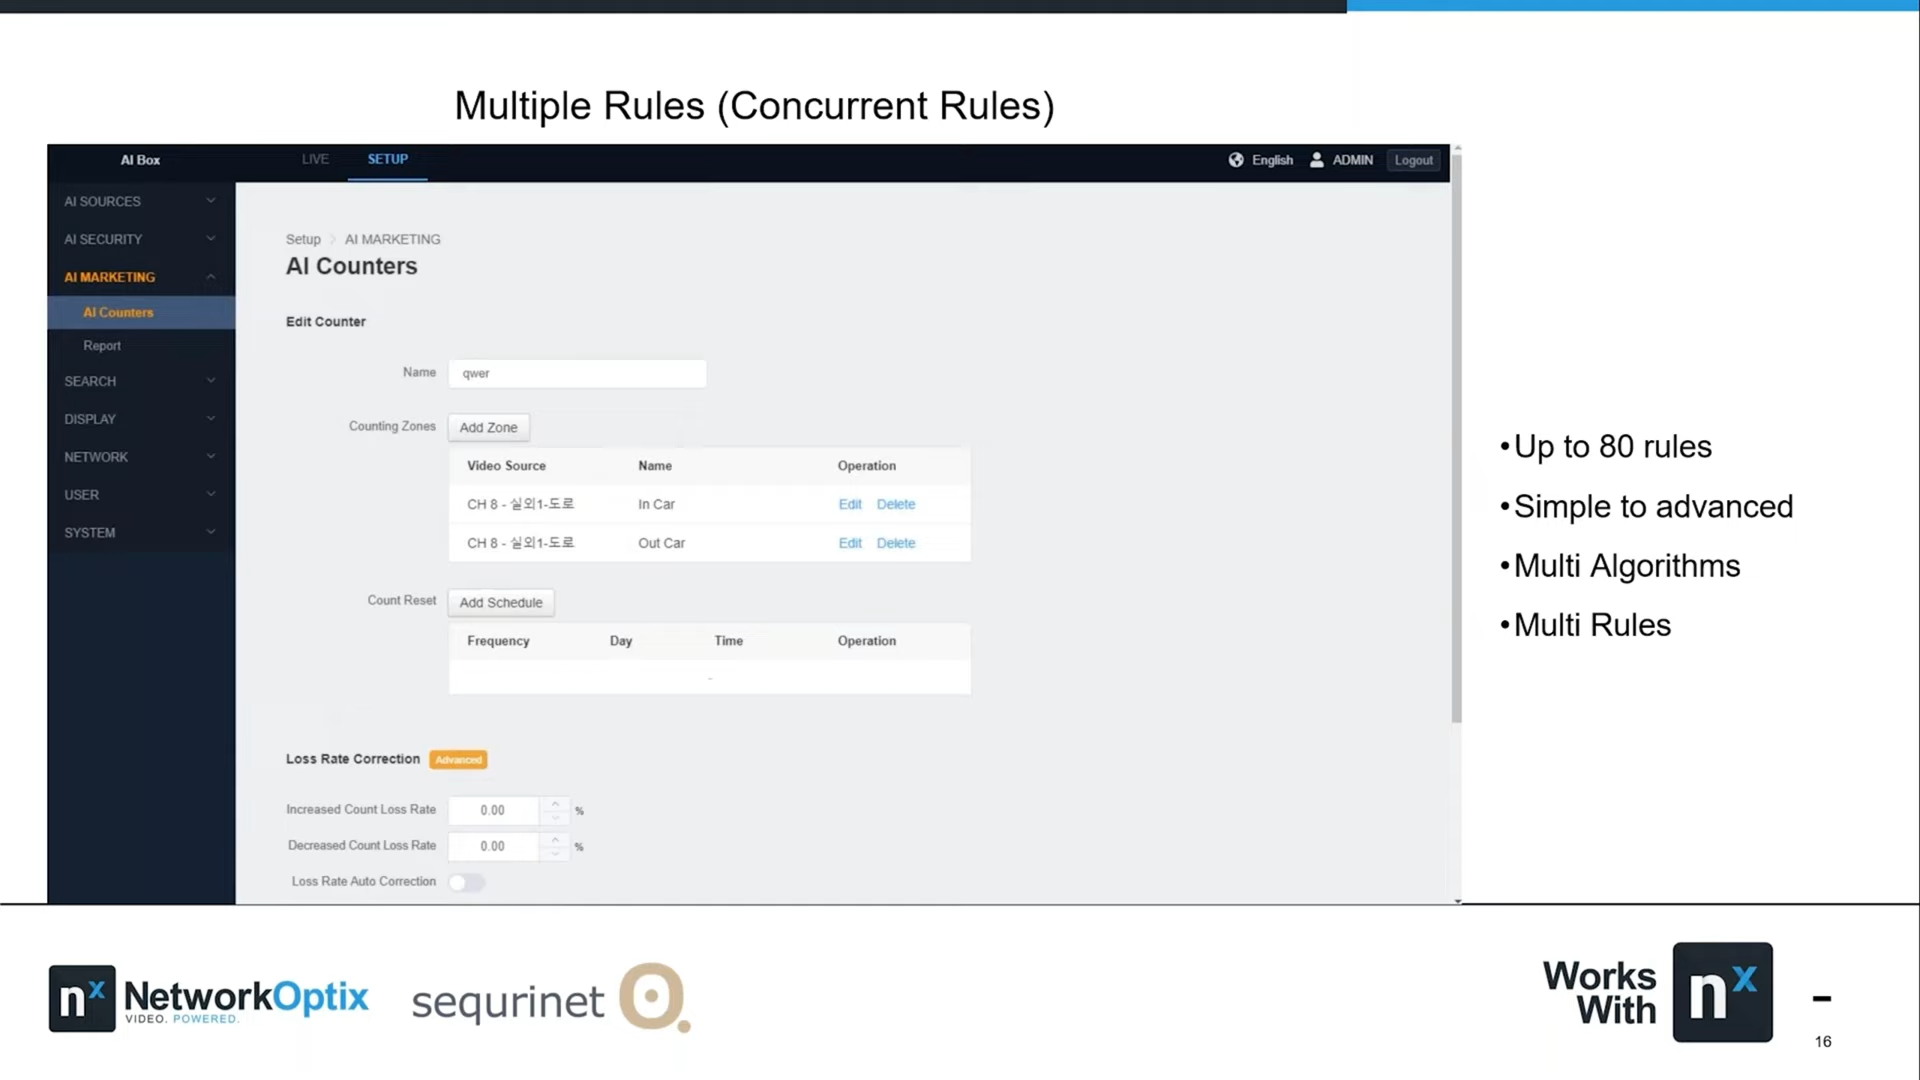 Multiple Rules (Concurrent Rules)
AI Box
LIVE
SETUP
English
ADMIN
Logout
AI SOURCES
AI SECURITY
AI MARKETING
AI Counters
Report
SEARCH
DISPLAY
NETWORK
USER
SYSTEM
Setup > AI MARKETING
AI Counters
Edit Counter
Name qwer
Counting Zones Add Zone
Video Source Name Operation
CH 8 - 실외1-도로 In Car Edit Delete
CH 8 - 실외1-도로 Out Car Edit Delete
Count Reset Add Schedule
Frequency Day Time Operation
-
Loss Rate Correction Advanced
Increased Count Loss Rate 0.00 %
Decreased Count Loss Rate 0.00 %
Loss Rate Auto Correction
•Up to 80 rules
•Simple to advanced
•Multi Algorithms
•Multi Rules
nx NetworkOptix
VIDEO. POWERED.
sequrinet
Works
With
nx
16